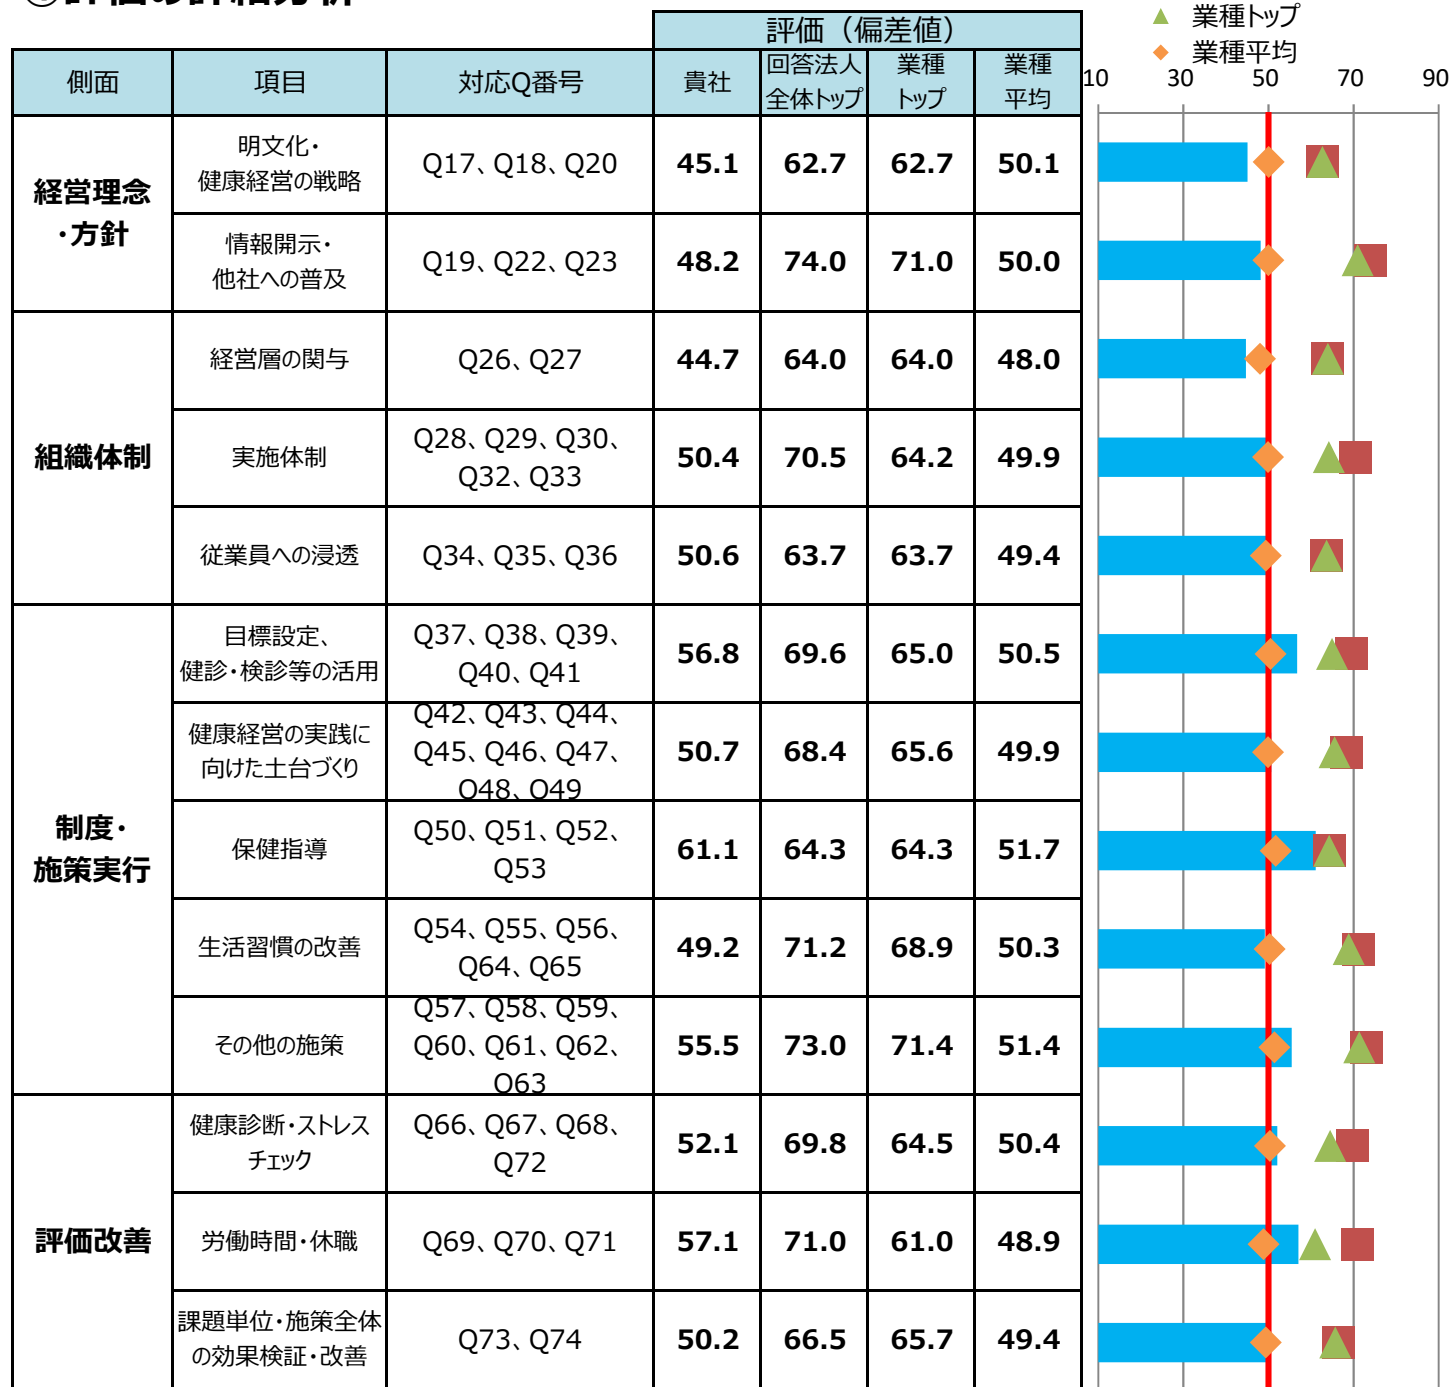 評価（偏差値）
▲ 業種トップ
◆ 業種平均
側面 項目 対応Q番号 貴社 回答法人 業種 業種
全体トップ トップ 平均
10 30 50 70 90
経営理念
・方針
明文化・
健康経営の戦略
Q17、Q18、Q20 45.1 62.7 62.7 50.1
情報開示・
他社への普及
Q19、Q22、Q23 48.2 74.0 71.0 50.0
組織体制
経営層の関与 Q26、Q27 44.7 64.0 64.0 48.0
実施体制
Q28、Q29、Q30、
Q32、Q33
50.4 70.5 64.2 49.9
従業員への浸透 Q34、Q35、Q36 50.6 63.7 63.7 49.4
制度・
施策実行
目標設定、
健診・検診等の活用
Q37、Q38、Q39、
Q40、Q41
56.8 69.6 65.0 50.5
健康経営の実践に
向けた土台づくり
Q42、Q43、Q44、
Q45、Q46、Q47、
Q48、Q49
50.7 68.4 65.6 49.9
保健指導
Q50、Q51、Q52、
Q53
61.1 64.3 64.3 51.7
生活習慣の改善
Q54、Q55、Q56、
Q64、Q65
49.2 71.2 68.9 50.3
その他の施策
Q57、Q58、Q59、
Q60、Q61、Q62、
Q63
55.5 73.0 71.4 51.4
評価改善
健康診断・ストレス
チェック
Q66、Q67、Q68、
Q72
52.1 69.8 64.5 50.4
労働時間・休職 Q69、Q70、Q71 57.1 71.0 61.0 48.9
課題単位・施策全体
の効果検証・改善
Q73、Q74 50.2 66.5 65.7 49.4